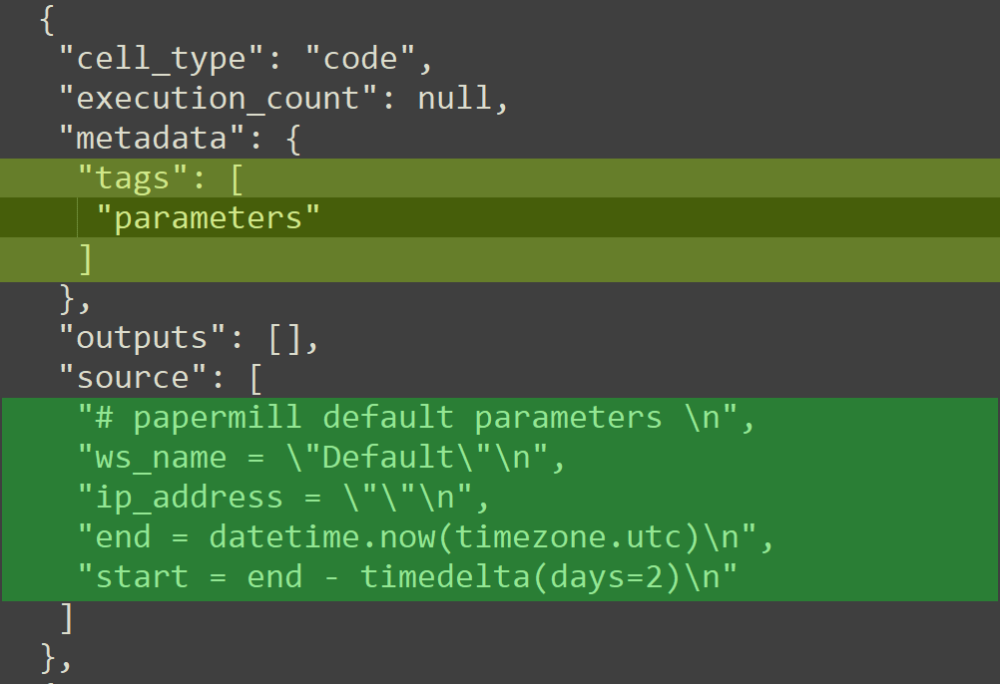 {
"cell_type": "code",
"execution_count": null,
"metadata": {
"tags": [
"parameters"
]
},
"outputs": [],
"source": [
"# papermill default parameters \n",
"ws_name = \"Default\"\n",
"ip_address = \"\"\n",
"end = datetime.now(timezone.utc)\n",
"start = end - timedelta(days=2)\n"
]
},